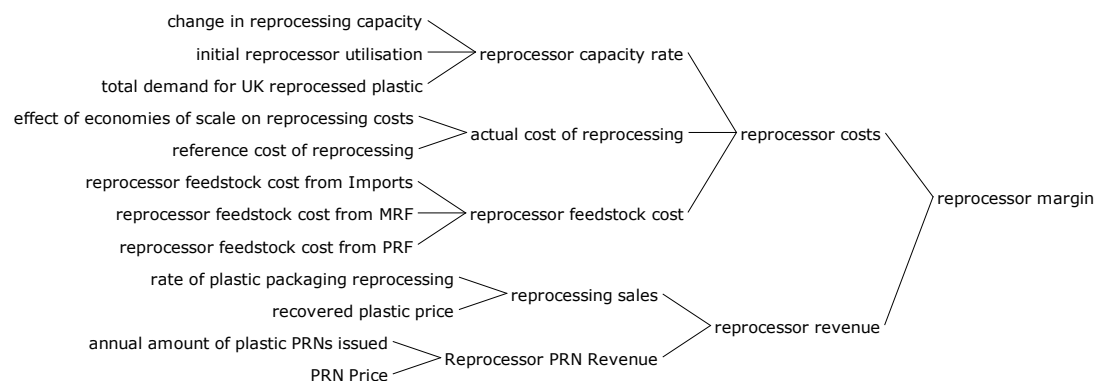 change in reprocessing capacity
initial reprocessor utilisation
total demand for UK reprocessed plastic
reprocessor capacity rate
effect of economies of scale on reprocessing costs
reference cost of reprocessing
actual cost of reprocessing
reprocessor costs
reprocessor feedstock cost from Imports
reprocessor feedstock cost from MRF
reprocessor feedstock cost from PRF
reprocessor feedstock cost
reprocessor margin
rate of plastic packaging reprocessing
recovered plastic price
reprocessing sales
reprocessor revenue
annual amount of plastic PRNs issued
PRN Price
Reprocessor PRN Revenue